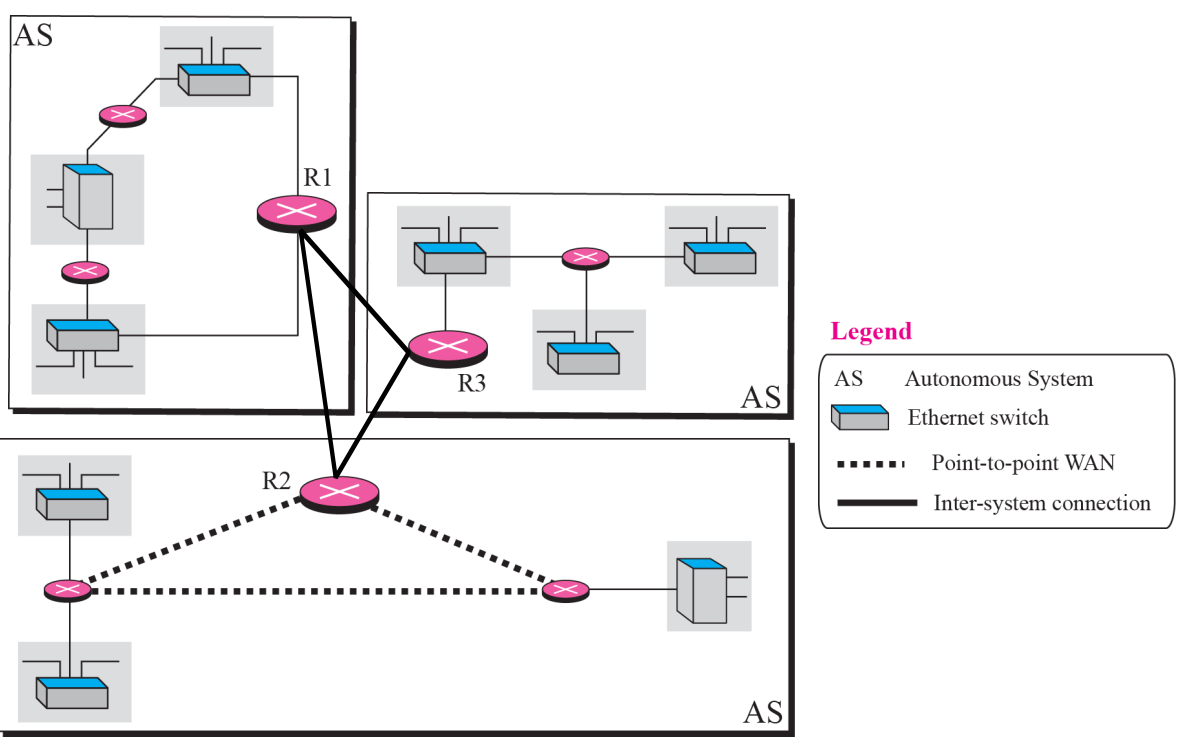 AS
R1
R3
AS
R2
AS
Legend
AS Autonomous System
Ethernet switch
Point-to-point WAN
Inter-system connection